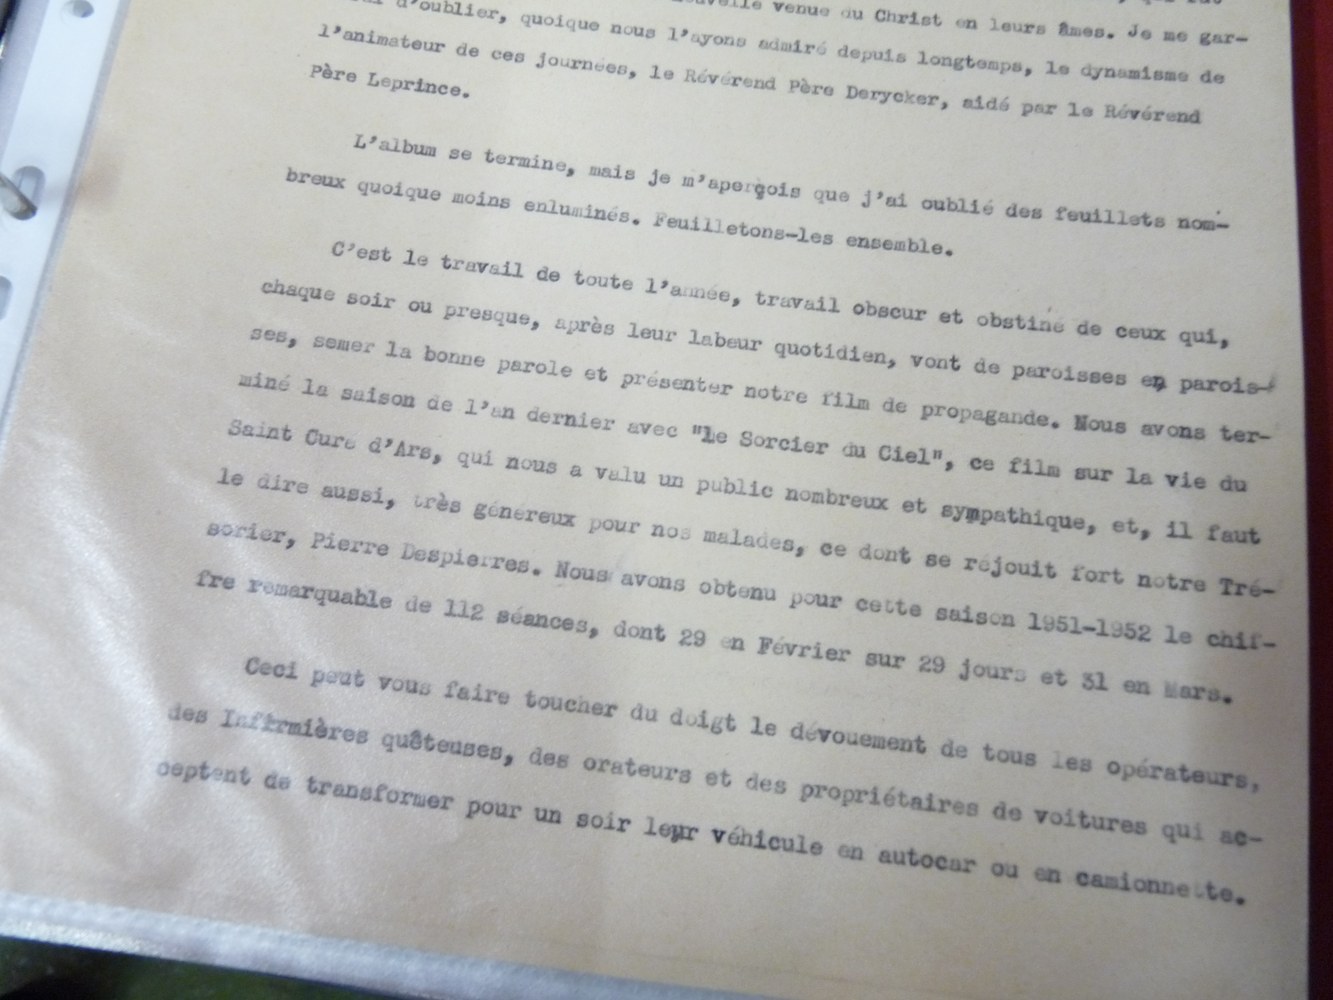 venue du Christ en leurs âmes. Je me gar-
d'oublier, quoique nous l'ayons admiré depuis longtemps, le dynamisme de
l'animateur de ces journées, le Révérend Père Derycker, aidé par le Révérend
Père Leprince.
L'album se termine, mais je m'aperçois que j'ai oublié des feuillets nom-
breux quoique moins enluminés. Feuilletons-les ensemble.
C'est le travail de toute l'année, travail obscur et obstiné de ceux qui,
chaque soir ou presque, après leur labeur quotidien, vont de paroisses en parois-
ses, semer la bonne parole et présenter notre film de propagande. Nous avons ter-
miné la saison de l'an dernier avec "le Sorcier du Ciel", ce film sur la vie du
Saint Curé d'Ars, qui nous a valu un public nombreux et sympathique, et, il faut
le dire aussi, très généreux pour nos malades, ce dont se réjouit fort notre Tré-
sorier, Pierre Despierres. Nous avons obtenu pour cette saison 1951-1952 le chif-
fre remarquable de 112 séances, dont 29 en Février sur 29 jours et 31 en Mars.
Ceci peut vous faire toucher du doigt le dévouement de tous les opérateurs,
des Infirmières quêteuses, des orateurs et des propriétaires de voitures qui ac-
ceptent de transformer pour un soir leur véhicule en autocar ou en camionnette.